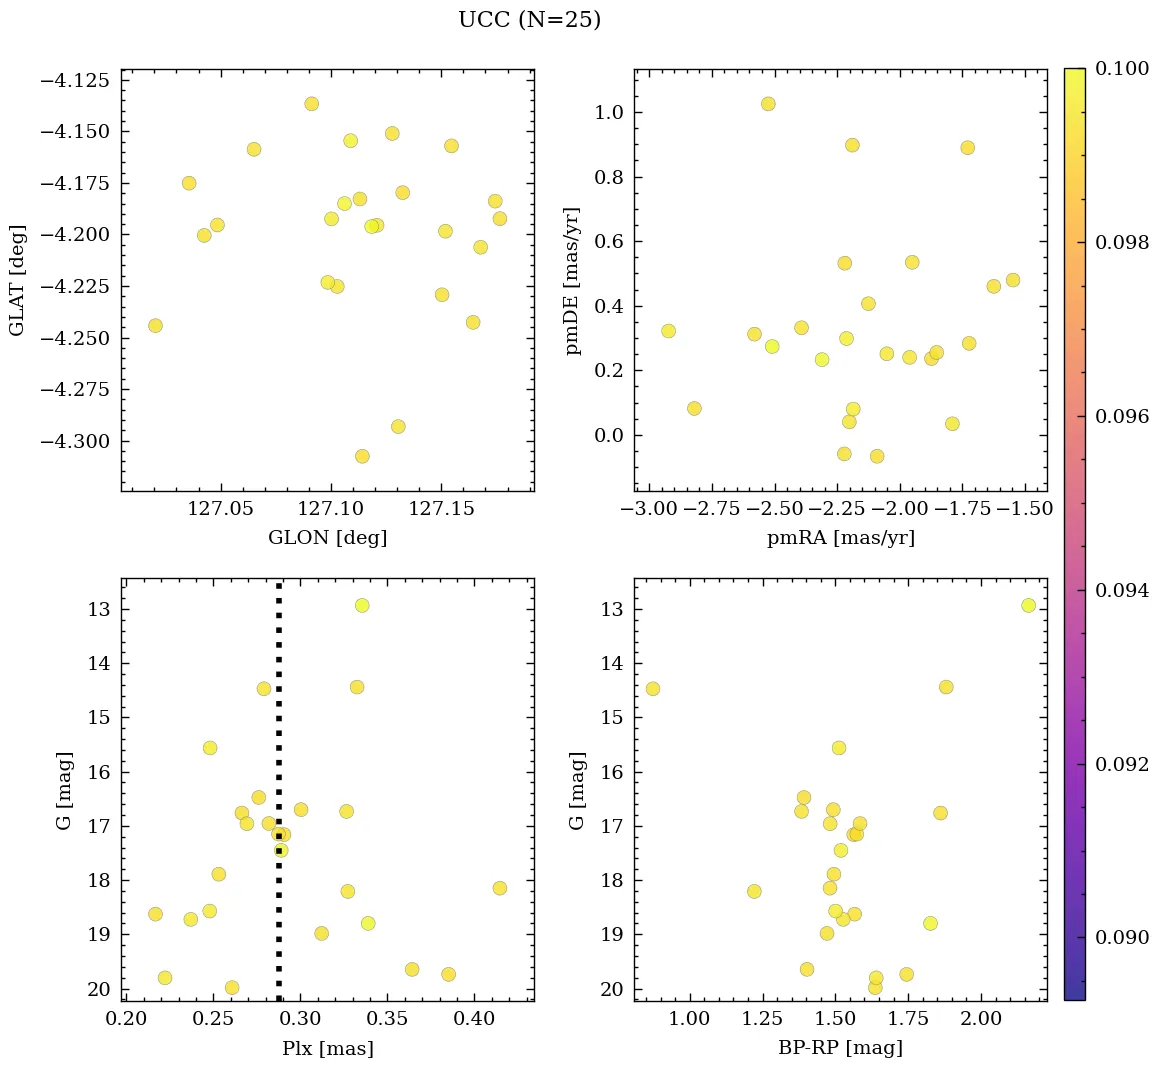 UCC (N=25)
−4.125
−4.150
−4.175
−4.200
−4.225
−4.250
−4.275
−4.300
GLAT [deg]
127.05 127.10 127.15
GLON [deg]
1.0
0.8
0.6
0.4
0.2
0.0
pmDE [mas/yr]
−3.00 −2.75 −2.50 −2.25 −2.00 −1.75 −1.50
pmRA [mas/yr]
0.100
0.098
0.096
0.094
0.092
0.090
13
14
15
16
17
18
19
20
G [mag]
0.20 0.25 0.30 0.35 0.40
Plx [mas]
13
14
15
16
17
18
19
20
G [mag]
1.00 1.25 1.50 1.75 2.00
BP-RP [mag]